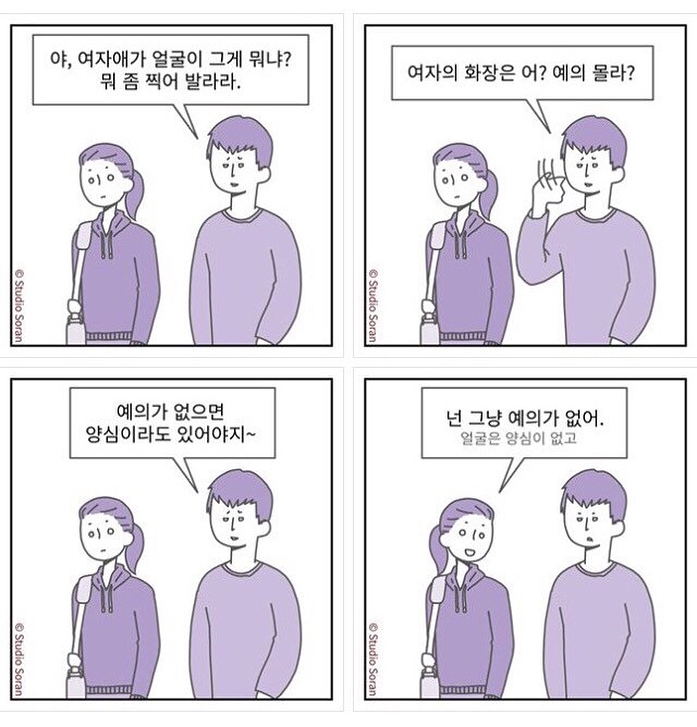 야, 여자애가 얼굴이 그게 뭐냐?
뭐 좀 찍어 발라라.
© Studio Soran
여자의 화장은 어? 예의 몰라?
© Studio Soran
예의가 없으면
양심이라도 있어야지~
© Studio Soran
넌 그냥 예의가 없어.
얼굴은 양심이 없고
© Studio Soran